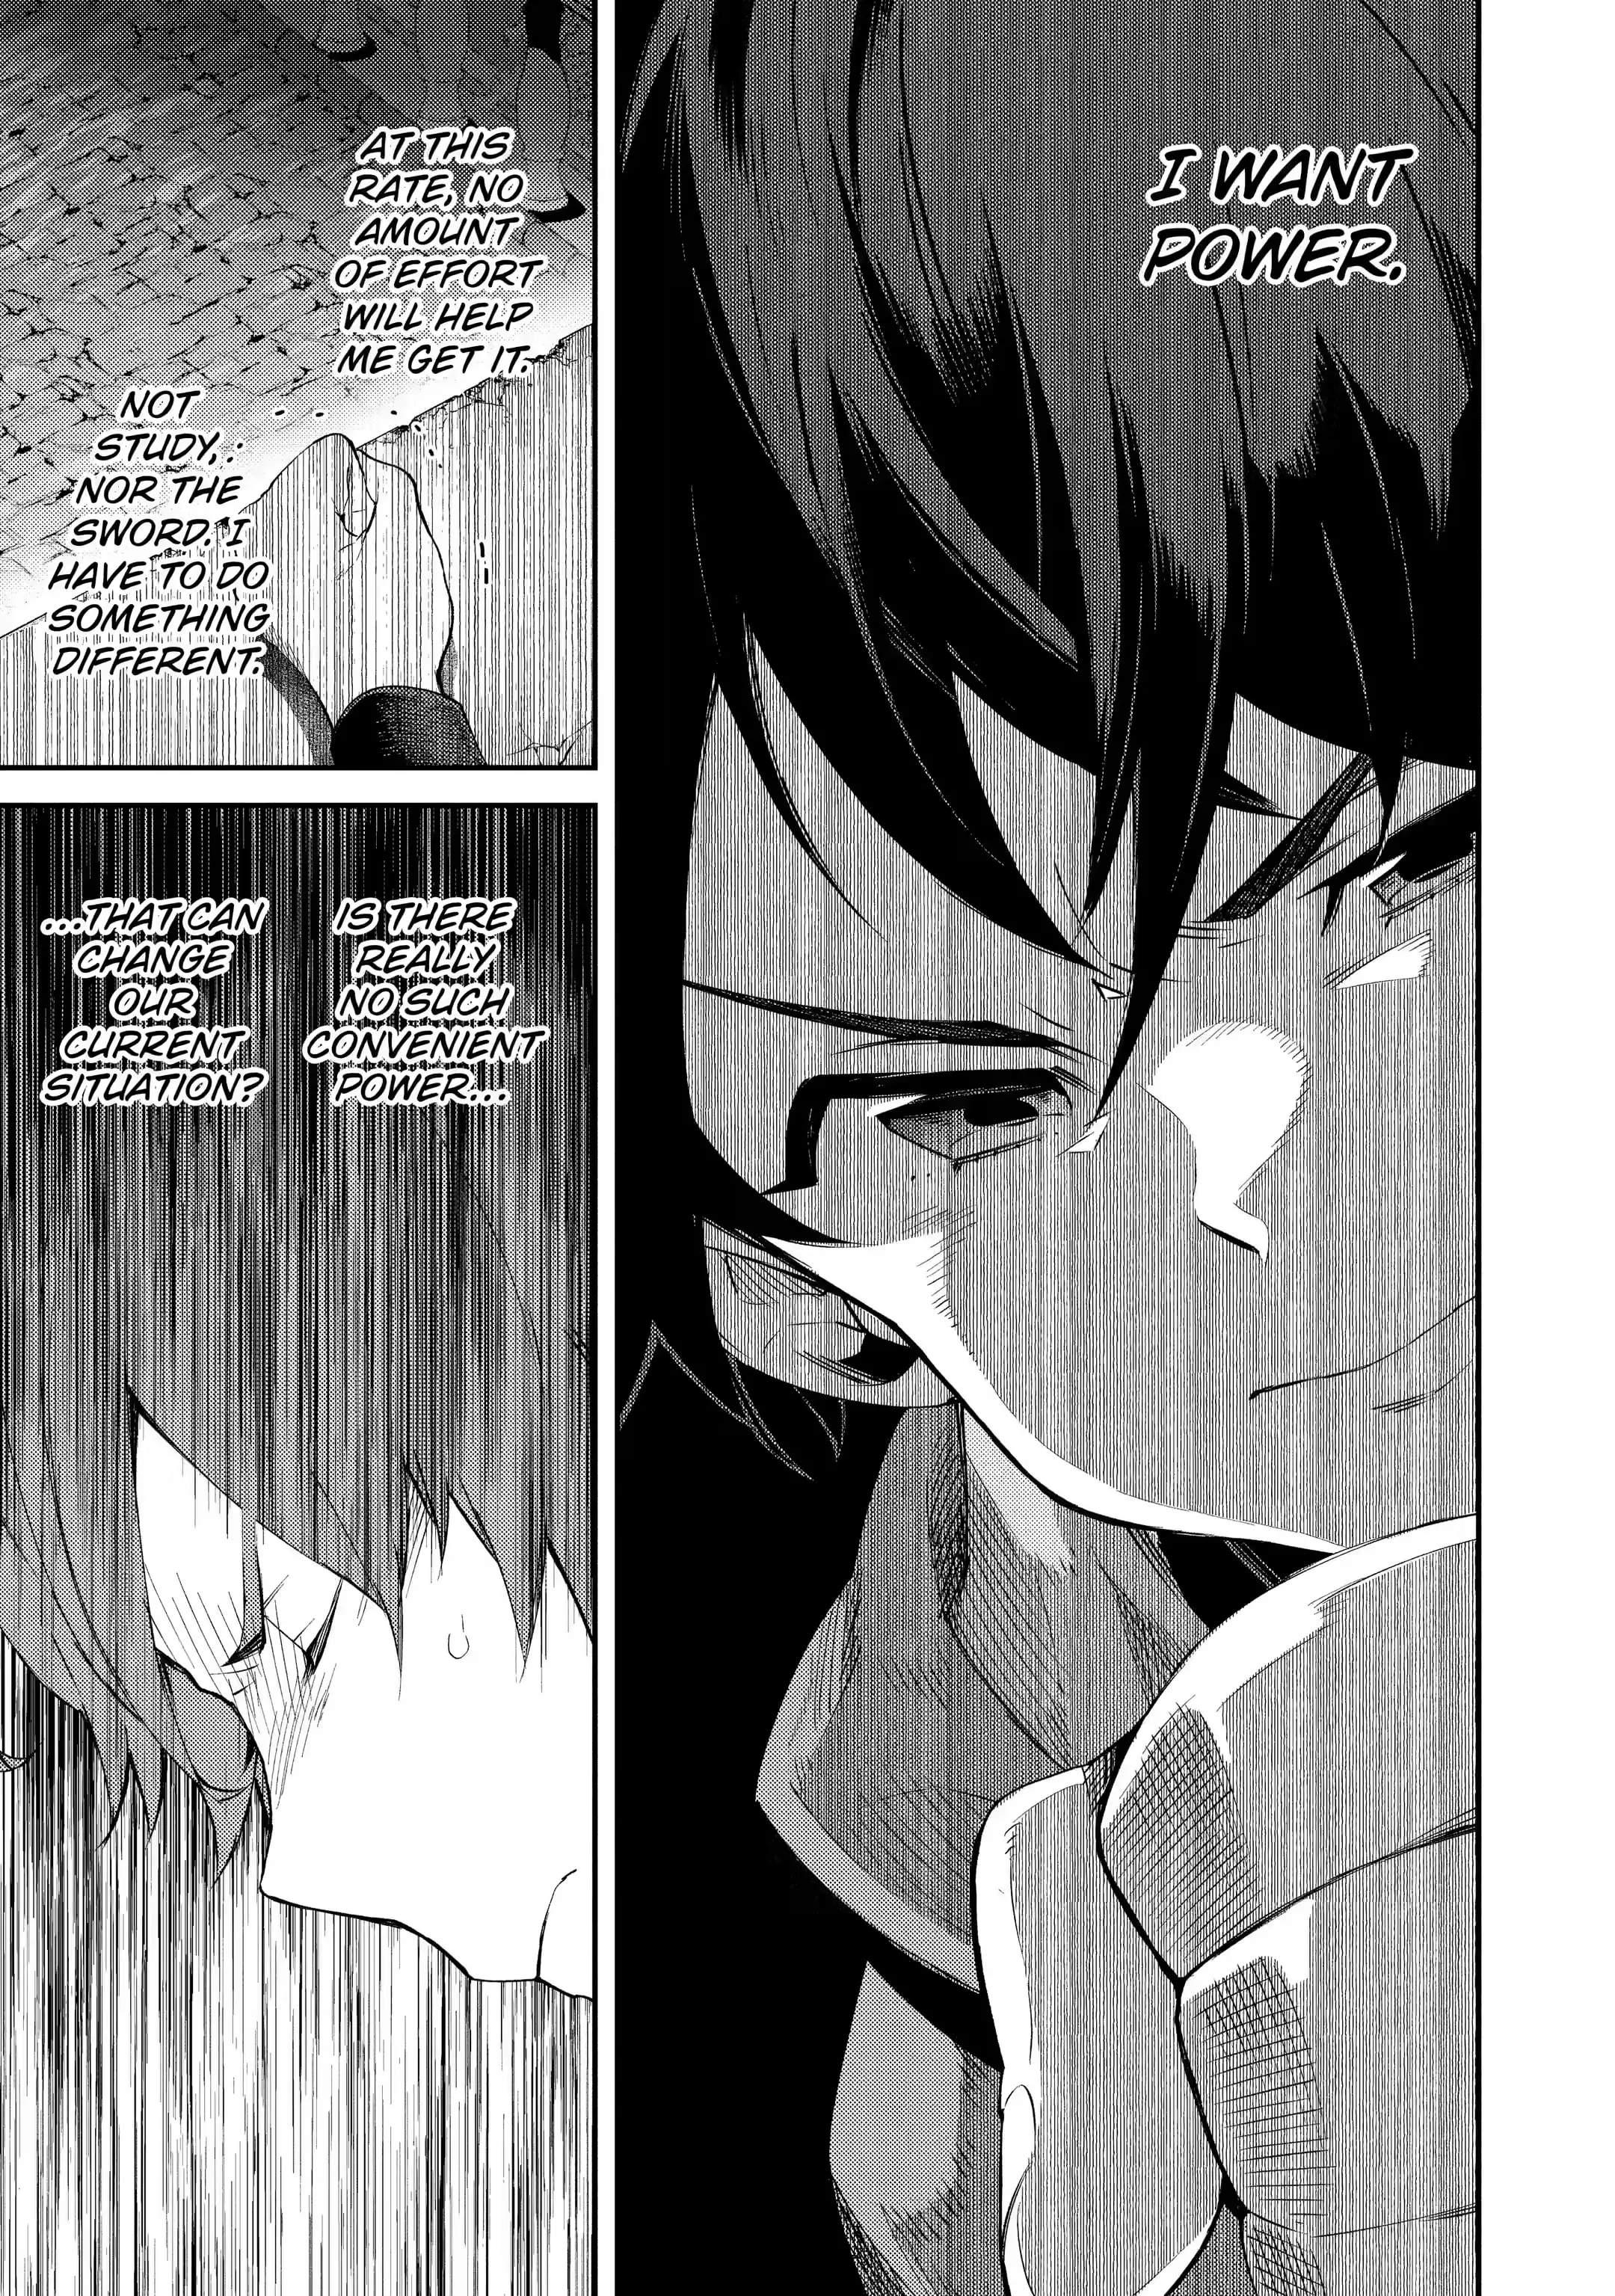 I WANT
POWER.
AT THIS
RATE, NO
AMOUNT
OF EFFORT
WILL HELP
ME GET IT.
NOT
STUDY,
NOR THE
SWORD. I
HAVE TO DO
SOMETHING
DIFFERENT.
IS THERE
REALLY
NO SUCH
CONVENIENT
POWER...
...THAT CAN
CHANGE
OUR
CURRENT
SITUATION?